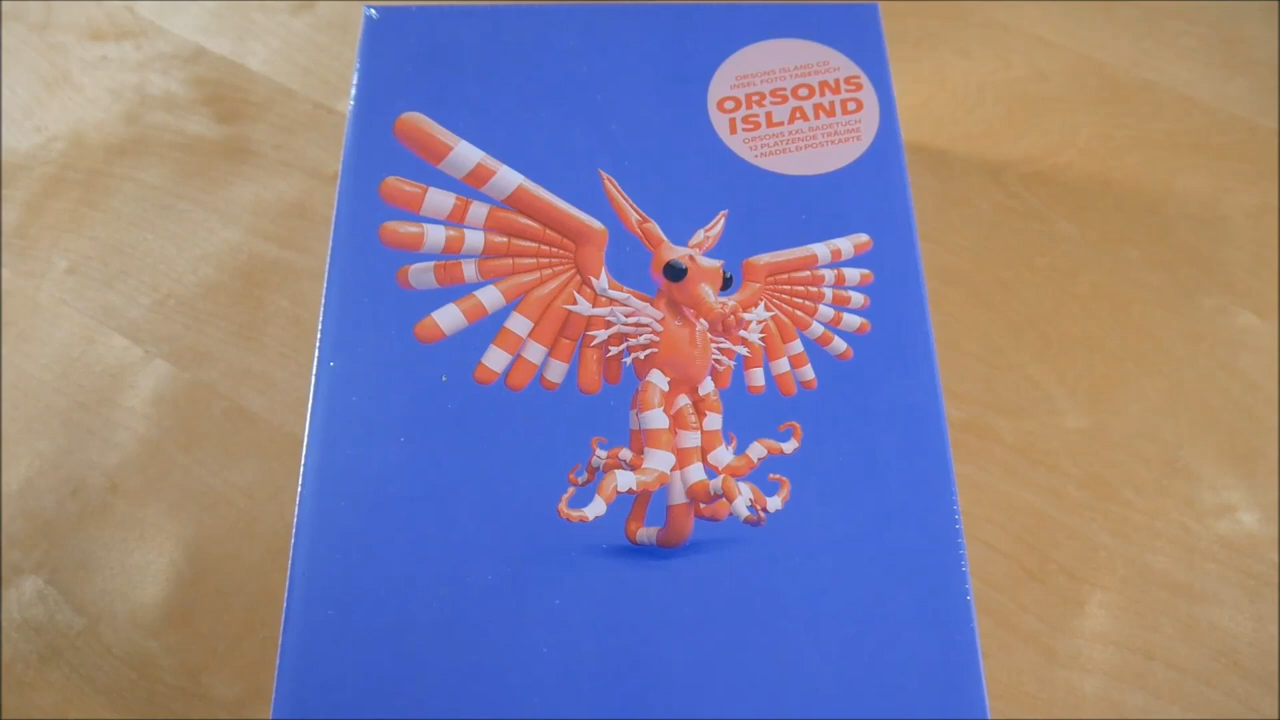 ORSONS ISLAND CD
INSEL FOTO TAGEBUCH
ORSONS
ISLAND
ORSONS XXL BADETUCH
12 PLATZENDE TRÄUME
+NADEL & POSTKARTE